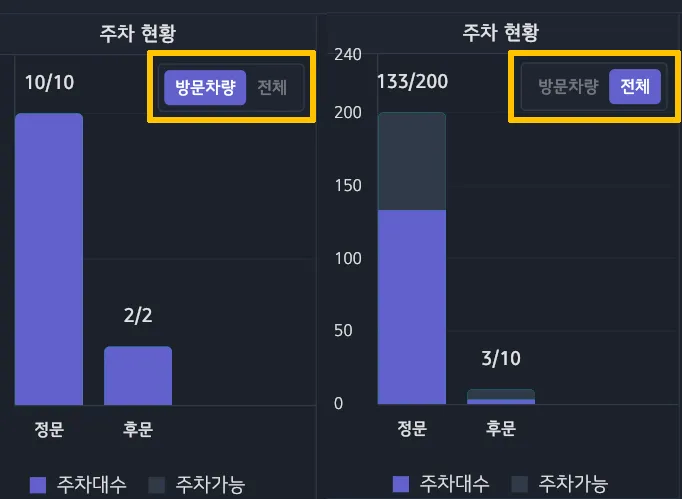 주차 현황
10/10
방문차량 전체
2/2
정문 후문
주차대수 주차가능
주차 현황
240
133/200
방문차량 전체
200
150
100
50
3/10
0
정문 후문
주차대수 주차가능